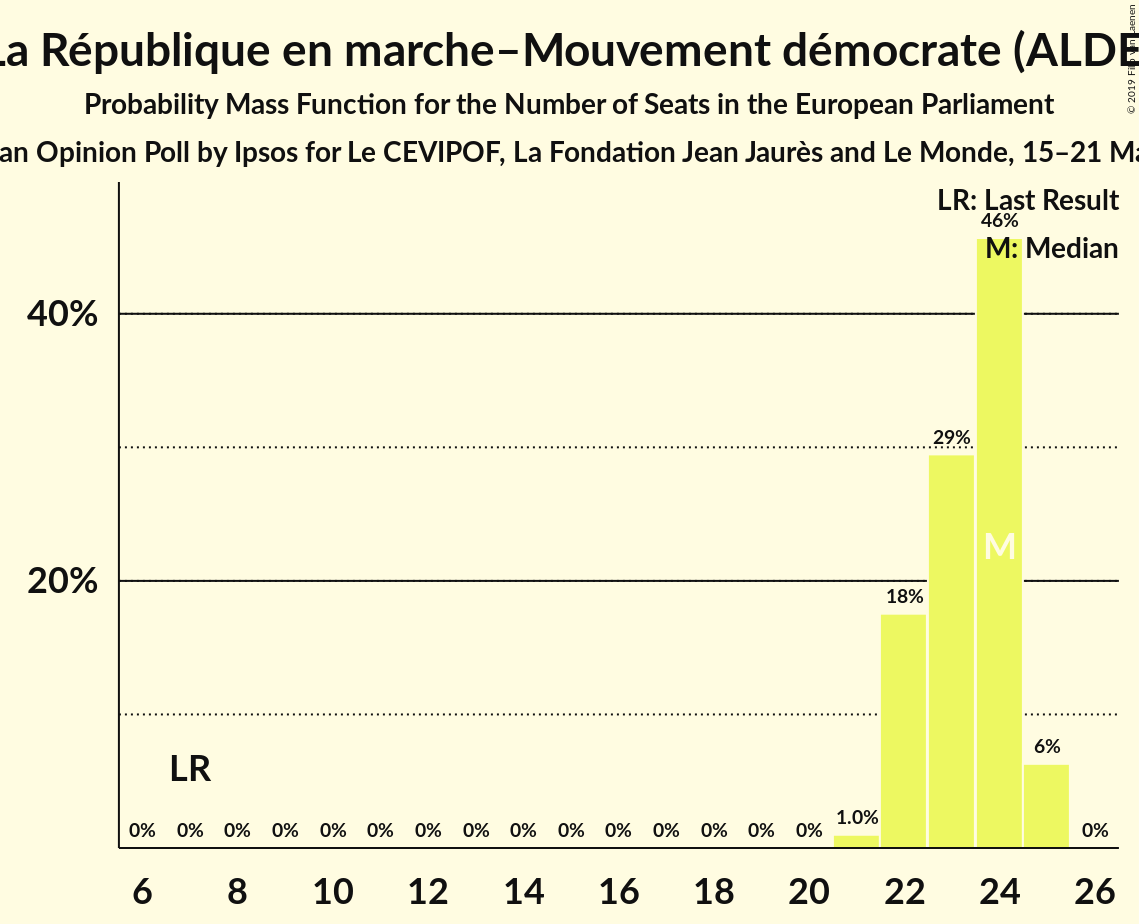 La République en marche–Mouvement démocrate (ALDE
Probability Mass Function for the Number of Seats in the European Parliament
an Opinion Poll by Ipsos for Le CEVIPOF, La Fondation Jean Jaurès and Le Monde, 15–21 Ma
© 2019
LR: Last Result
46%
M: Median
40%
29%
M
20%
18%
6%
LR
1.0%
0% 0% 0% 0% 0% 0% 0% 0% 0% 0% 0% 0% 0% 0% 0% 0%
6 8 10 12 14 16 18 20 22 24 26